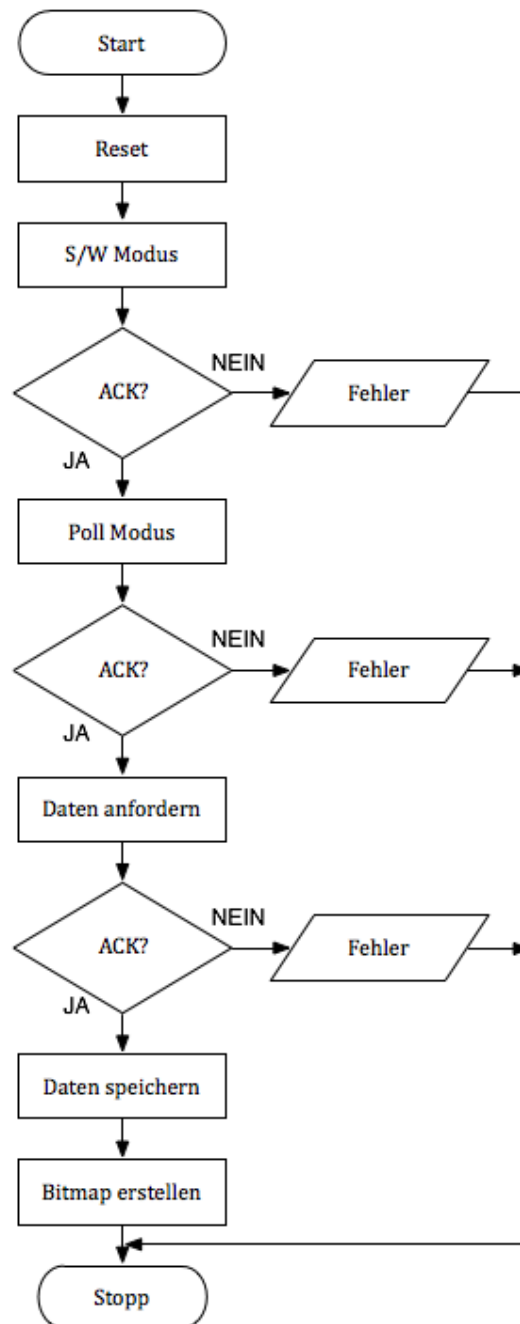 Start
Reset
S/W Modus
ACK?
NEIN
Fehler
JA
Poll Modus
ACK?
NEIN
Fehler
JA
Daten anfordern
ACK?
NEIN
Fehler
JA
Daten speichern
Bitmap erstellen
Stopp